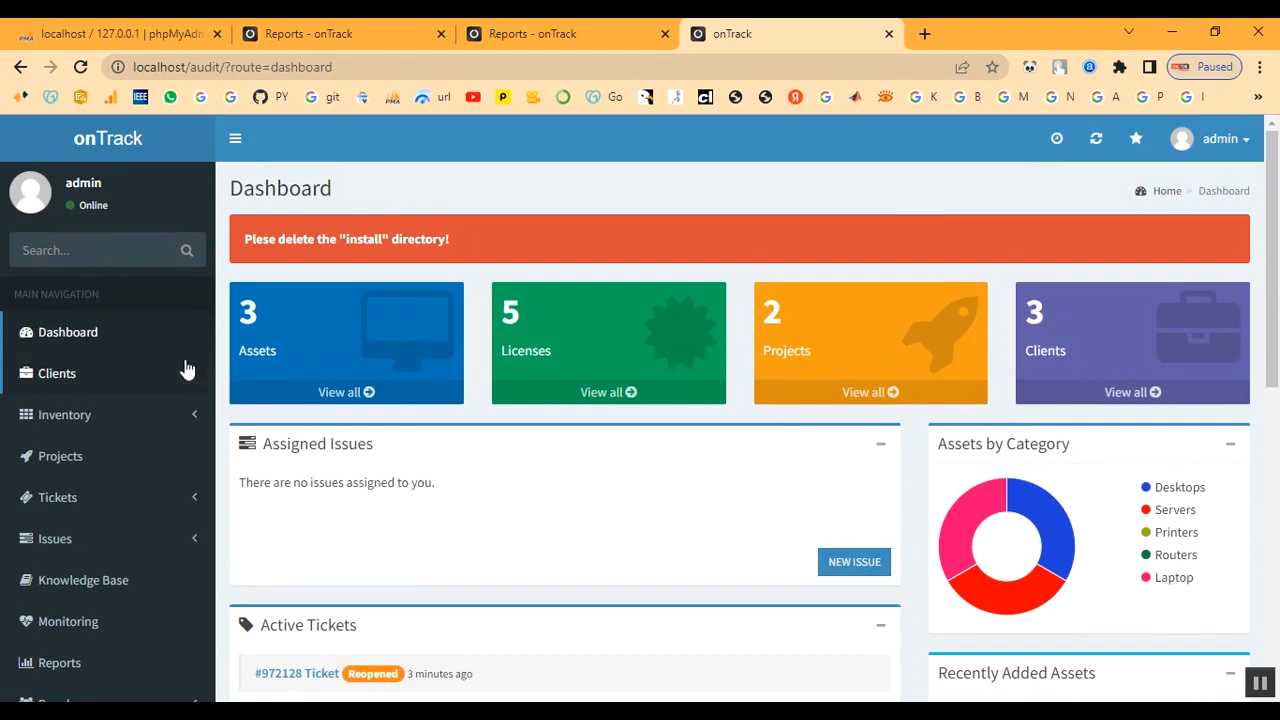 localhost / 127.0.0.1 | phpMyAdm
Reports - onTrack
Reports - onTrack
onTrack
localhost/audit/?route=dashboard
Paused
PY
git
url
Go
K
B
M
N
A
P
I
onTrack
admin
admin
Online
Search...
MAIN NAVIGATION
Dashboard
Clients
Inventory
Projects
Tickets
Issues
Knowledge Base
Monitoring
Reports
Dashboard
Home > Dashboard
Plese delete the "install" directory!
3
Assets
View all
5
Licenses
View all
2
Projects
View all
3
Clients
View all
Assigned Issues
There are no issues assigned to you.
NEW ISSUE
Active Tickets
#972128 Ticket Reopened 3 minutes ago
Assets by Category
Desktops
Servers
Printers
Routers
Laptop
Recently Added Assets